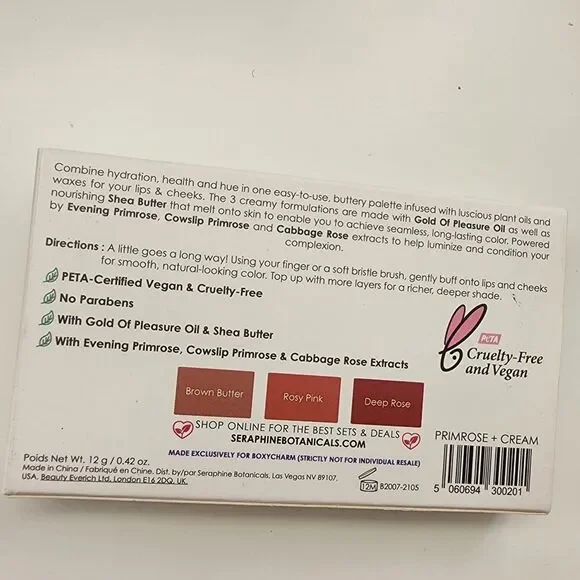 Combine hydration, health and hue in one easy-to-use, buttery palette infused with luscious plant oils and
waxes for your lips & cheeks. The 3 creamy formulations are made with Gold Of Pleasure Oil as well as
nourishing Shea Butter that melt onto skin to enable you to achieve seamless, long-lasting color. Powered
by Evening Primrose, Cowslip Primrose and Cabbage Rose extracts to help luminize and condition your
complexion.
Directions : A little goes a long way! Using your finger or a soft bristle brush, gently buff onto lips and cheeks
for smooth, natural-looking color. Top up with more layers for a richer, deeper shade.
PETA-Certified Vegan & Cruelty-Free
No Parabens
With Gold Of Pleasure Oil & Shea Butter
With Evening Primrose, Cowslip Primrose & Cabbage Rose Extracts
PeTA
Cruelty-Free
and Vegan
Brown Butter
Rosy Pink
Deep Rose
SHOP ONLINE FOR THE BEST SETS & DEALS
SERAPHINEBOTANICALS.COM
MADE EXCLUSIVELY FOR BOXYCHARM (STRICTLY NOT FOR INDIVIDUAL RESALE)
PRIMROSE + CREAM
Poids Net Wt. 12 g / 0.42 oz.
Made in China / Fabriqué en Chine. Dist. by/par Seraphine Botanicals, Las Vegas NV 89107,
USA. Beauty Everich Ltd, London E16 2DQ, UK.
12M
B2007-2105
5 060694 300201